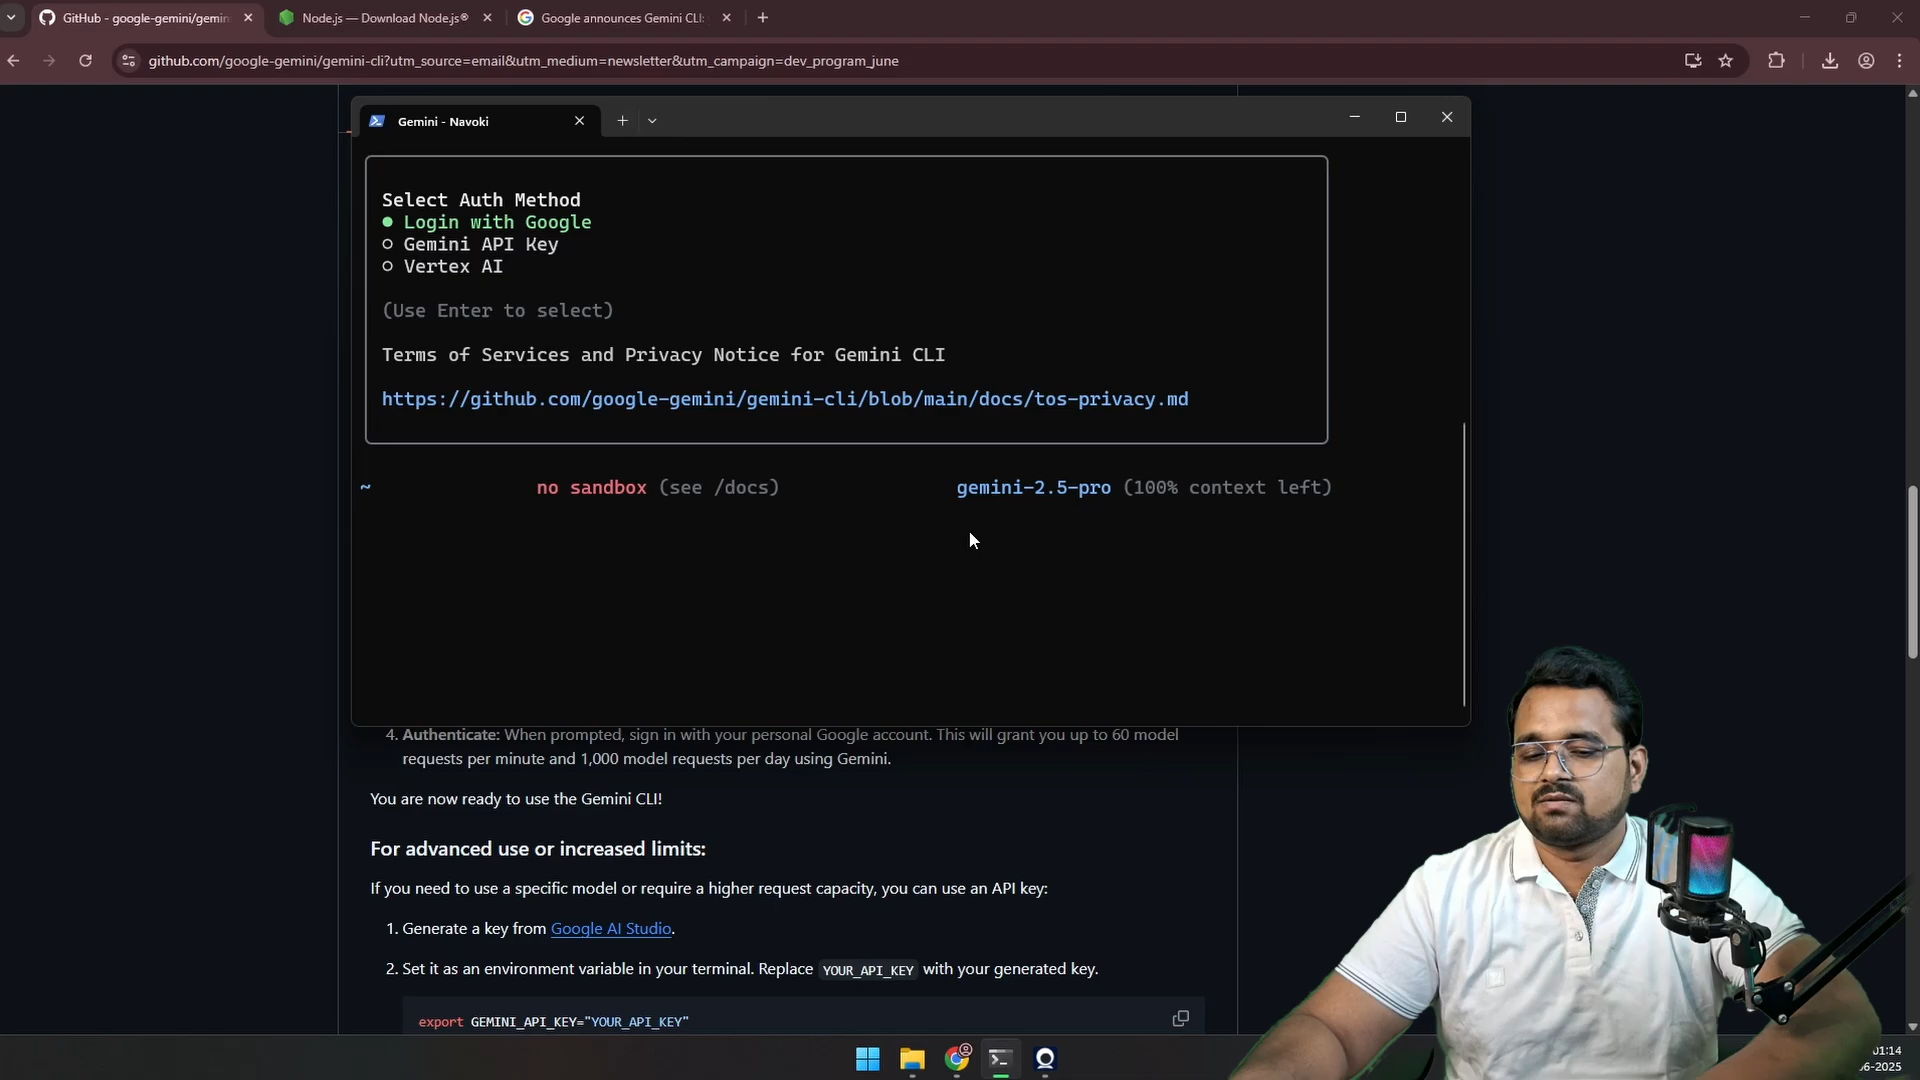 GitHub - google-gemini/gemin
Node.js — Download Node.js®
Google announces Gemini CLI:
github.com/google-gemini/gemini-cli?utm_source=email&utm_medium=newsletter&utm_campaign=dev_program_june
Gemini - Navoki
Select Auth Method
● Login with Google
○ Gemini API Key
○ Vertex AI
(Use Enter to select)
Terms of Services and Privacy Notice for Gemini CLI
https://github.com/google-gemini/gemini-cli/blob/main/docs/tos-privacy.md
~ no sandbox (see /docs) gemini-2.5-pro (100% context left)
4. Authenticate: When prompted, sign in with your personal Google account. This will grant you up to 60 model
requests per minute and 1,000 model requests per day using Gemini.
You are now ready to use the Gemini CLI!
For advanced use or increased limits:
If you need to use a specific model or require a higher request capacity, you can use an API key:
1. Generate a key from Google AI Studio.
2. Set it as an environment variable in your terminal. Replace YOUR_API_KEY with your generated key.
export GEMINI_API_KEY="YOUR_API_KEY"
01:14
6-2025